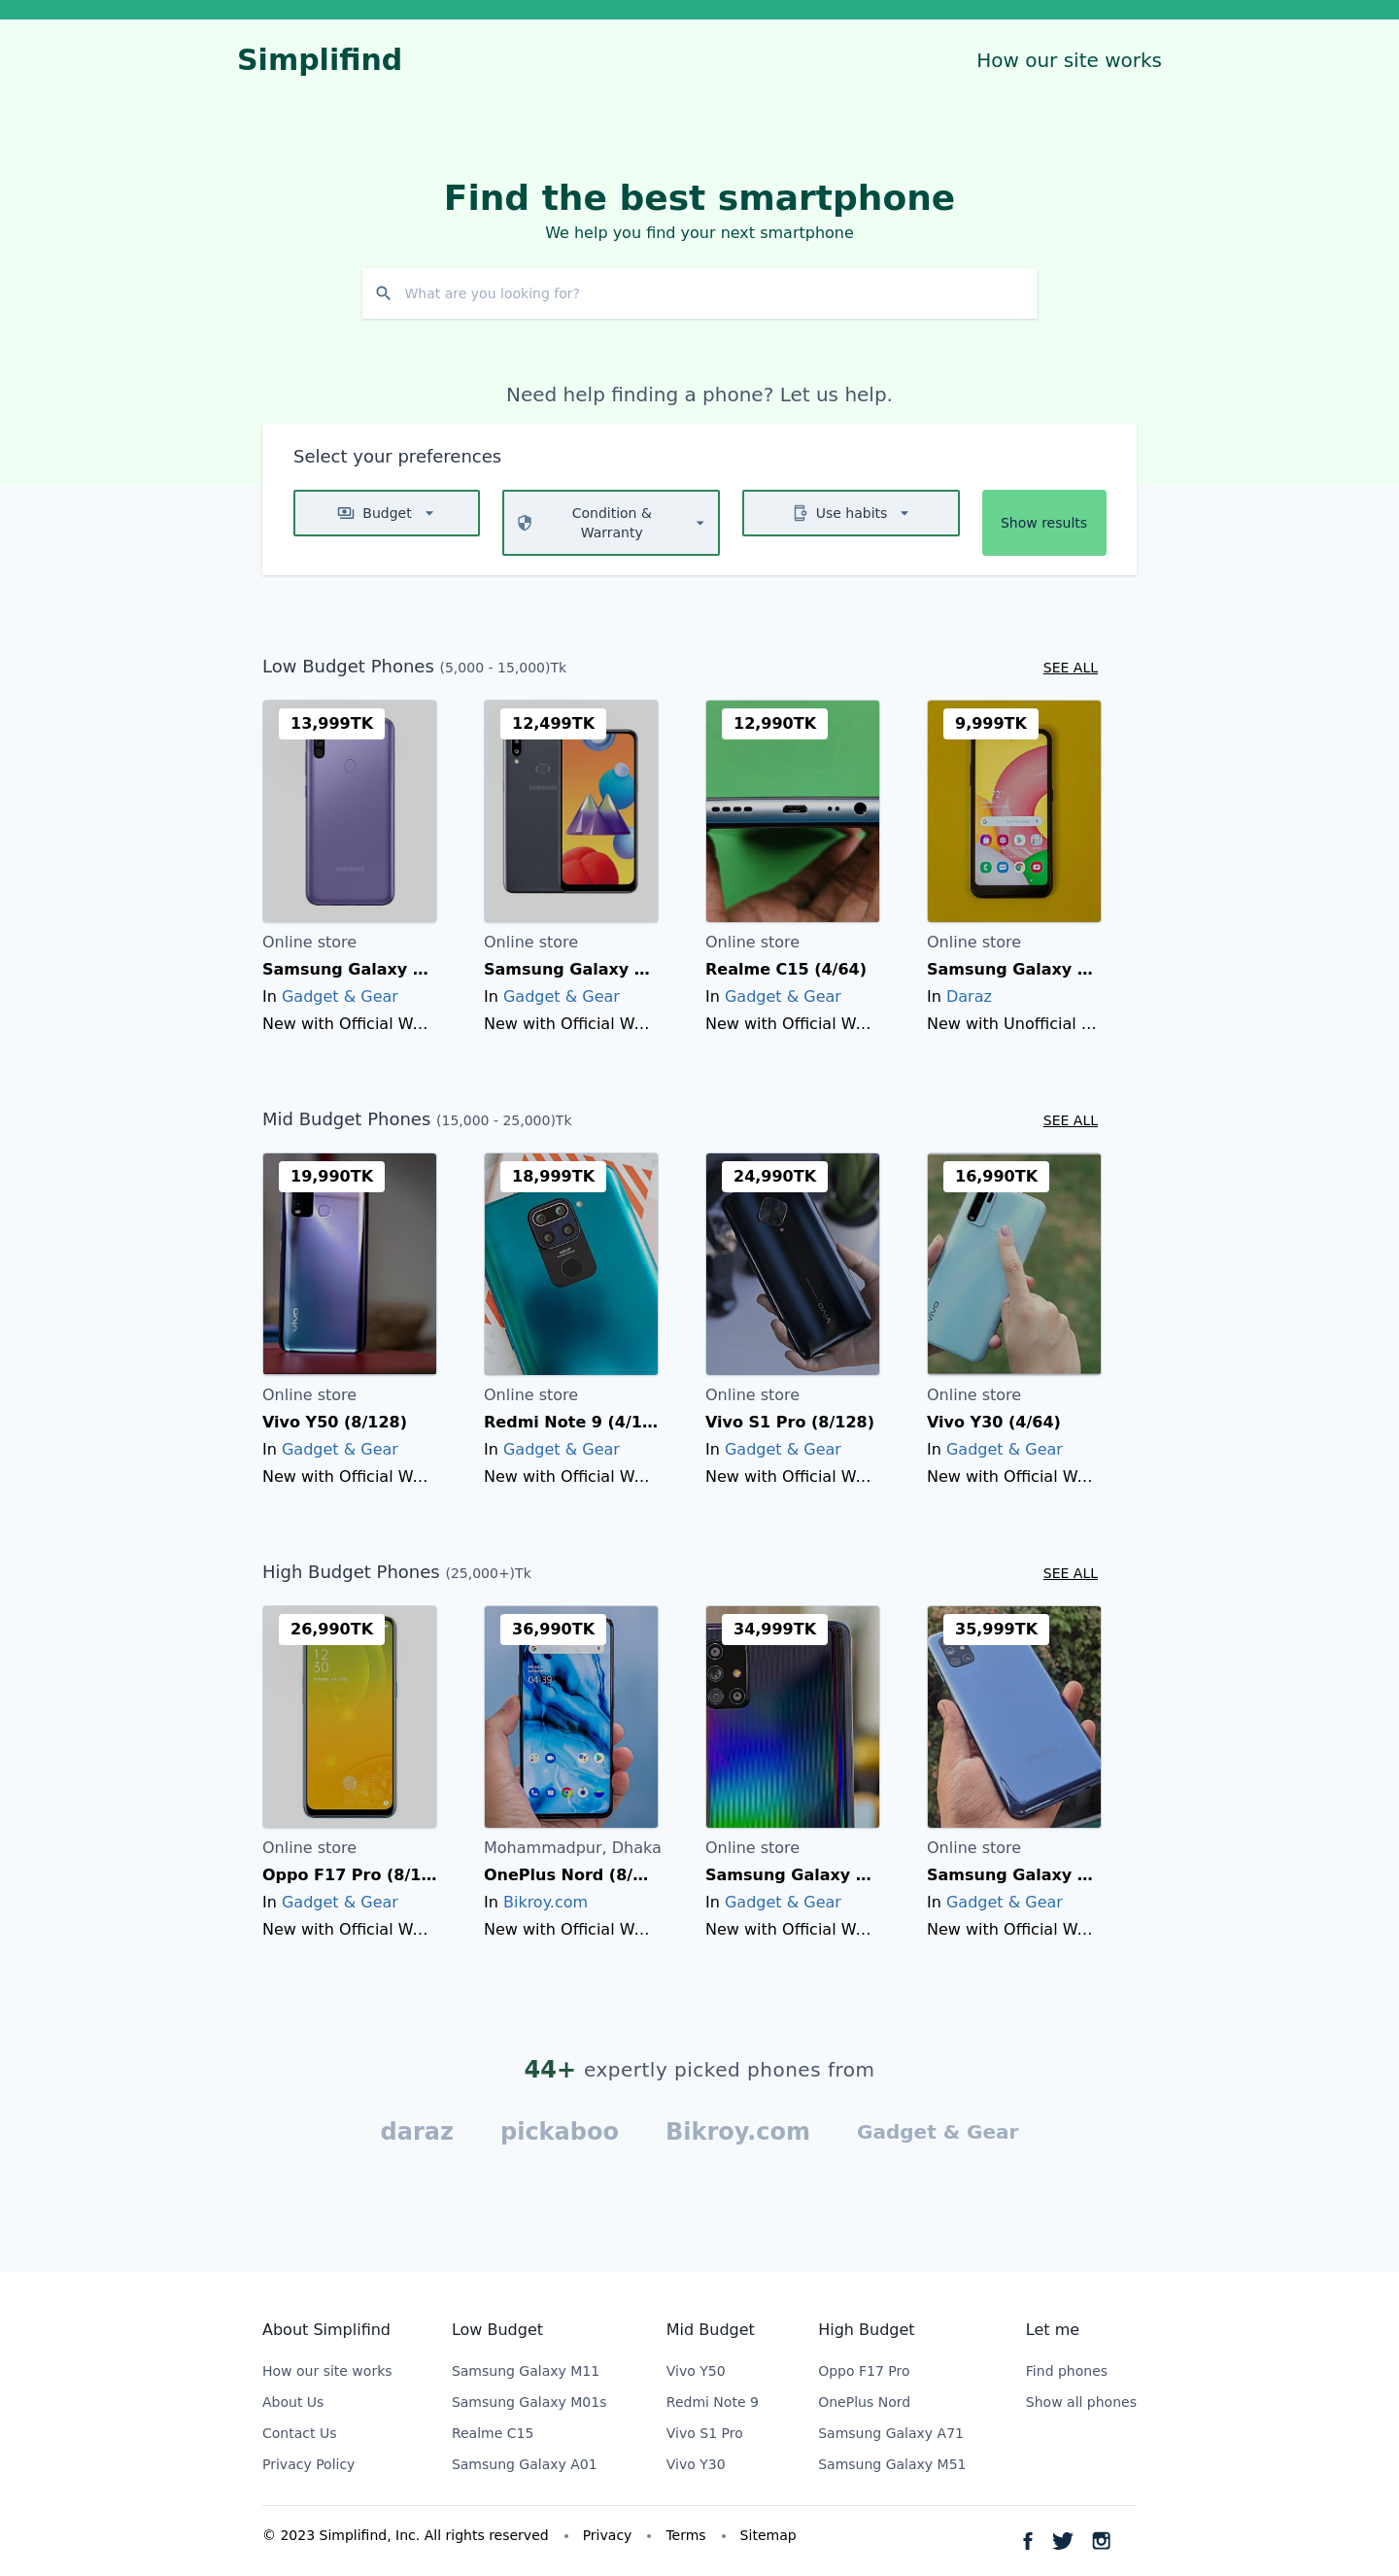 Simplifind
How our site works
Find the best smartphone
We help you find your next smartphone
What are you looking for?
Need help finding a phone? Let us help.
Select your preferences
Budget
Condition &
Warranty
Use habits
Show results
Low Budget Phones (5,000 - 15,000)Tk
SEE ALL
13,999TK
12,499TK
12,990TK
9,999TK
SAMSUNG
SAMSUNG
Online store
Online store
Online store
Online store
Samsung Galaxy ...
Samsung Galaxy ...
Realme C15 (4/64)
Samsung Galaxy ...
In Gadget & Gear
In Gadget & Gear
In Gadget & Gear
In Daraz
New with Official W...
New with Official W...
New with Official W...
New with Unofficial ...
Mid Budget Phones (15,000 - 25,000)Tk
SEE ALL
19,990TK
18,999TK
24,990TK
16,990TK
vivo
vivo
vivo
Online store
Online store
Online store
Online store
Vivo Y50 (8/128)
Redmi Note 9 (4/1...
Vivo S1 Pro (8/128)
Vivo Y30 (4/64)
In Gadget & Gear
In Gadget & Gear
In Gadget & Gear
In Gadget & Gear
New with Official W...
New with Official W...
New with Official W...
New with Official W...
High Budget Phones (25,000+)Tk
SEE ALL
26,990TK
36,990TK
34,999TK
35,999TK
12
30
04:39
Online store
Mohammadpur, Dhaka
Online store
Online store
Oppo F17 Pro (8/1...
OnePlus Nord (8/...
Samsung Galaxy ...
Samsung Galaxy ...
In Gadget & Gear
In Bikroy.com
In Gadget & Gear
In Gadget & Gear
New with Official W...
New with Official W...
New with Official W...
New with Official W...
44+ expertly picked phones from
daraz
pickaboo
Bikroy.com
Gadget & Gear
About Simplifind
How our site works
About Us
Contact Us
Privacy Policy
Low Budget
Samsung Galaxy M11
Samsung Galaxy M01s
Realme C15
Samsung Galaxy A01
Mid Budget
Vivo Y50
Redmi Note 9
Vivo S1 Pro
Vivo Y30
High Budget
Oppo F17 Pro
OnePlus Nord
Samsung Galaxy A71
Samsung Galaxy M51
Let me
Find phones
Show all phones
© 2023 Simplifind, Inc. All rights reserved • Privacy • Terms • Sitemap